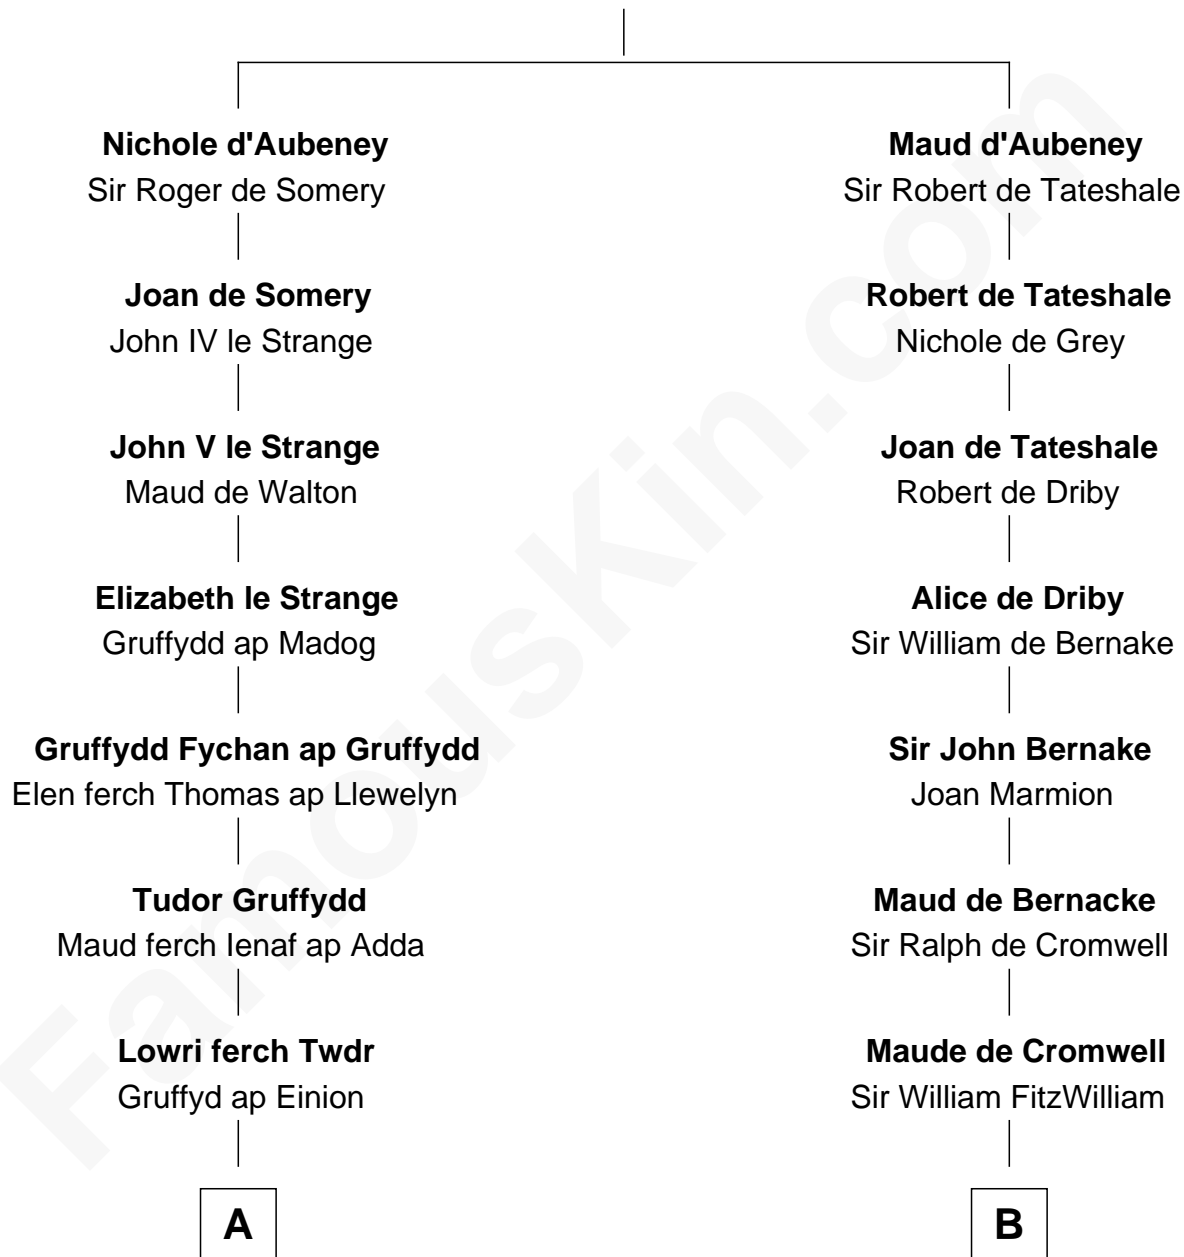 Nichole d'Aubeney
Sir Roger de Somery
Maud d'Aubeney
Sir Robert de Tateshale
Joan de Somery
John IV le Strange
Robert de Tateshale
Nichole de Grey
John V le Strange
Maud de Walton
Joan de Tateshale
Robert de Driby
Elizabeth le Strange
Gruffydd ap Madog
Alice de Driby
Sir William de Bernake
Gruffydd Fychan ap Gruffydd
Elen ferch Thomas ap Llewelyn
Sir John Bernake
Joan Marmion
Tudor Gruffydd
Maud ferch Ienaf ap Adda
Maud de Bernacke
Sir Ralph de Cromwell
Lowri ferch Twdr
Gruffyd ap Einion
Maude de Cromwell
Sir William FitzWilliam
A
B
FamousKin.com